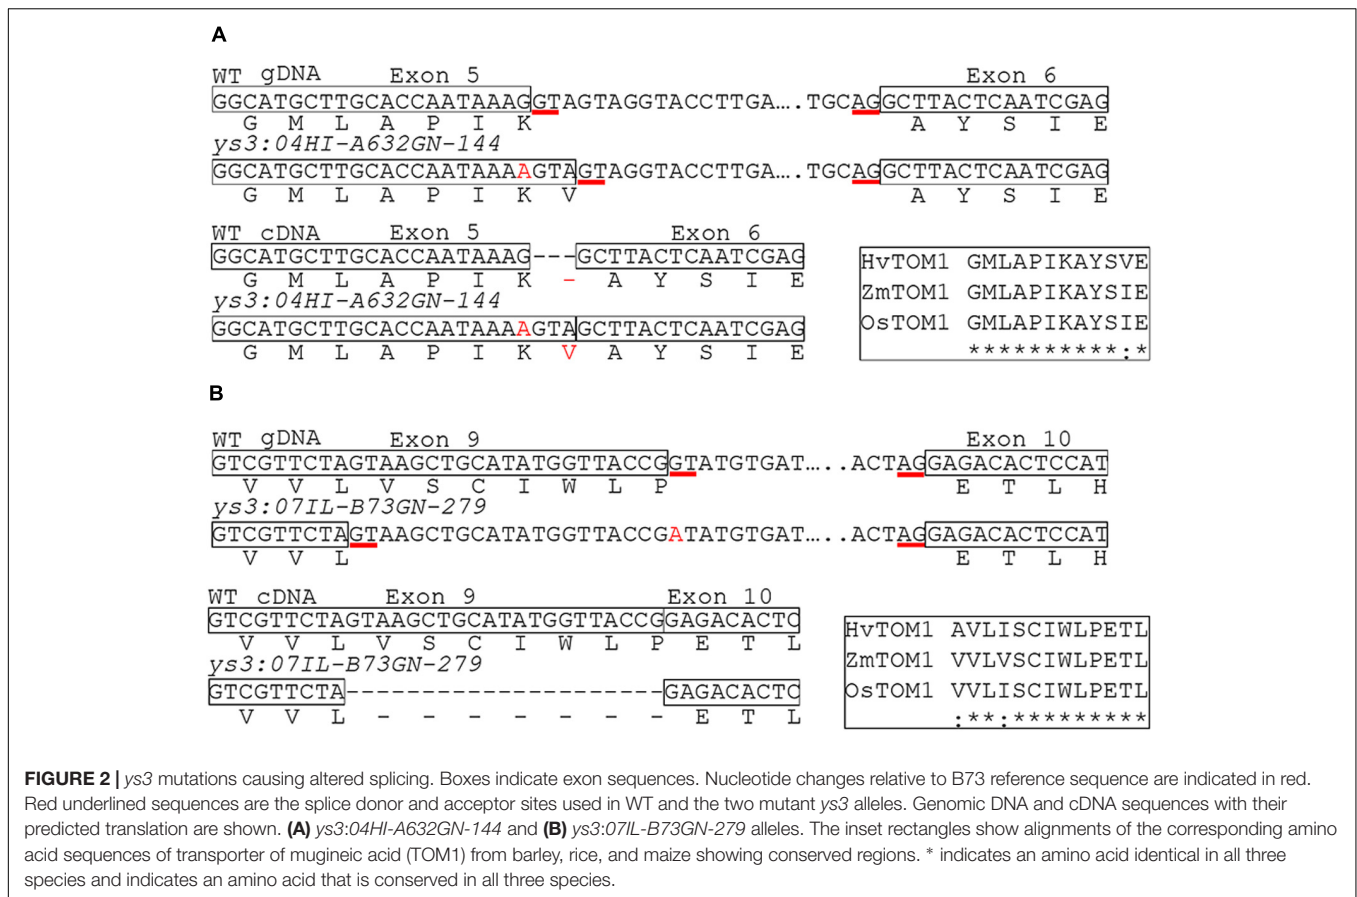 A
WT gDNA Exon 5 Exon 6
GGCATGCTTGCACCAATAAAGGTAGTAGGTACCTTGA....TGCAGGCTTACTCAATCGAG
G M L A P I K A Y S I E
ys3:04HI-A632GN-144
GGCATGCTTGCACCAATAAAAGTAGTAGGTACCTTGA....TGCAGGCTTACTCAATCGAG
G M L A P I K V A Y S I E
WT cDNA Exon 5 Exon 6
GGCATGCTTGCACCAATAAAG---GCTTACTCAATCGAG
G M L A P I K - A Y S I E
ys3:04HI-A632GN-144
GGCATGCTTGCACCAATAAAAGTAGCTTACTCAATCGAG
G M L A P I K V A Y S I E
HvTOM1 GMLAPIKAYSVE
ZmTOM1 GMLAPIKAYSIE
OsTOM1 GMLAPIKAYSIE
**********:*
B
WT gDNA Exon 9 Exon 10
GTCGTTCTAGTAAGCTGCATATGGTTACCGGTATGTGAT.....ACTAGGAGACACTCCAT
V V L V S C I W L P E T L H
ys3:07IL-B73GN-279
GTCGTTCTAGTAAGCTGCATATGGTTACCGATATGTGAT.....ACTAGGAGACACTCCAT
V V L E T L H
WT cDNA Exon 9 Exon 10
GTCGTTCTAGTAAGCTGCATATGGTTACCGGAGACACTC
V V L V S C I W L P E T L
ys3:07IL-B73GN-279
GTCGTTCTA---------------------GAGACACTC
V V L - - - - - - - E T L
HvTOM1 AVLISCIWLPETL
ZmTOM1 VVLVSCIWLPETL
OsTOM1 VVLISCIWLPETL
:**:*********
FIGURE 2 | ys3 mutations causing altered splicing. Boxes indicate exon sequences. Nucleotide changes relative to B73 reference sequence are indicated in red.
Red underlined sequences are the splice donor and acceptor sites used in WT and the two mutant ys3 alleles. Genomic DNA and cDNA sequences with their
predicted translation are shown. (A) ys3:04HI-A632GN-144 and (B) ys3:07IL-B73GN-279 alleles. The inset rectangles show alignments of the corresponding amino
acid sequences of transporter of mugineic acid (TOM1) from barley, rice, and maize showing conserved regions. * indicates an amino acid identical in all three
species and indicates an amino acid that is conserved in all three species.